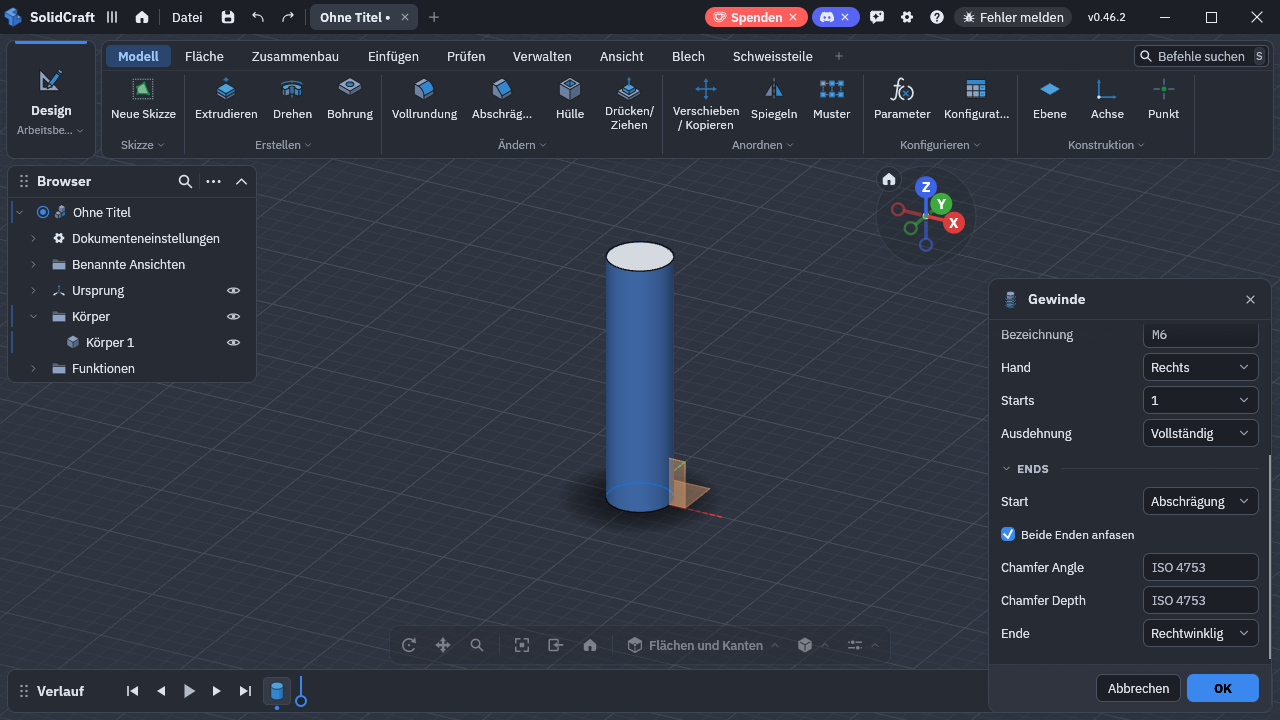 SolidCraft
Datei
Ohne Titel •
Spenden
Fehler melden
v0.46.2
Design
Arbeitsbe...
Modell
Fläche
Zusammenbau
Einfügen
Prüfen
Verwalten
Ansicht
Blech
Schweissteile
Befehle suchen S
Neue Skizze
Extrudieren
Drehen
Bohrung
Vollrundung
Abschräg...
Hülle
Drücken/
Ziehen
Verschieben
/ Kopieren
Spiegeln
Muster
Parameter
Konfigurat...
Ebene
Achse
Punkt
Skizze
Erstellen
Ändern
Anordnen
Konfigurieren
Konstruktion
Browser
Ohne Titel
Dokumenteneinstellungen
Benannte Ansichten
Ursprung
Körper
Körper 1
Funktionen
Z
Y
X
Gewinde
Bezeichnung M6
Hand Rechts
Starts 1
Ausdehnung Vollständig
ENDS
Start Abschrägung
Beide Enden anfasen
Chamfer Angle ISO 4753
Chamfer Depth ISO 4753
Ende Rechtwinklig
Abbrechen OK
Flächen und Kanten
Verlauf